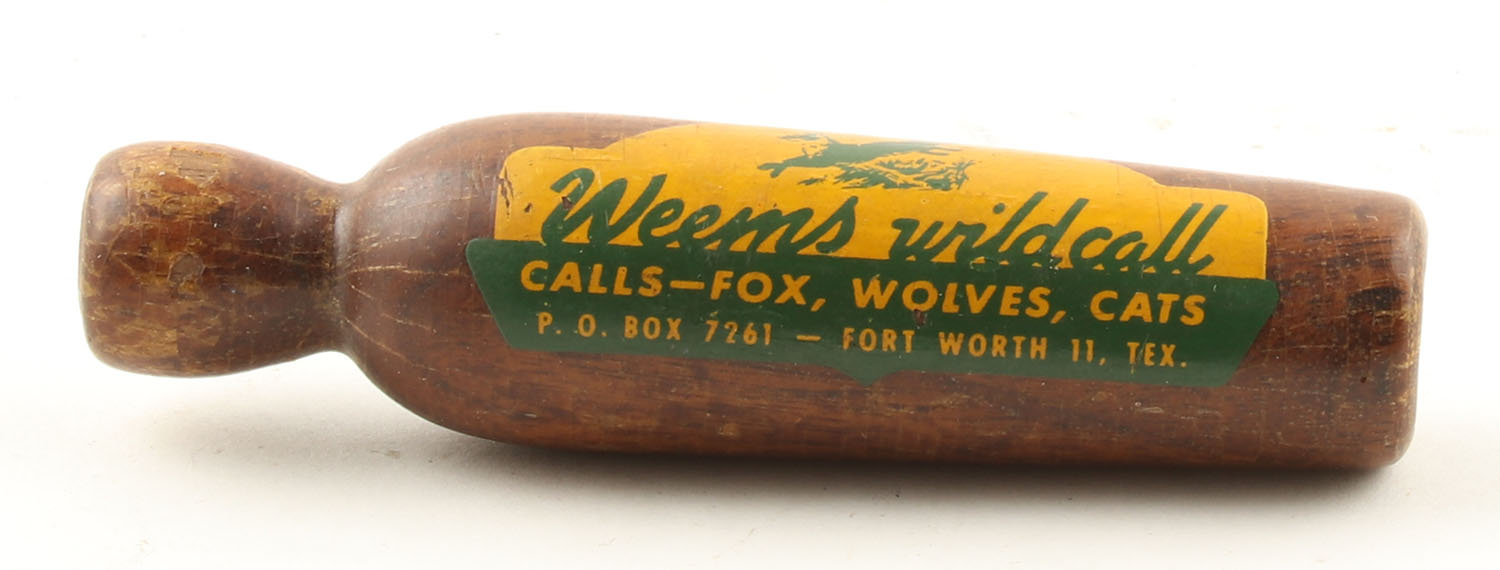 Weems wildcall
CALLS—FOX, WOLVES, CATS
P. O. BOX 7261 — FORT WORTH 11, TEX.